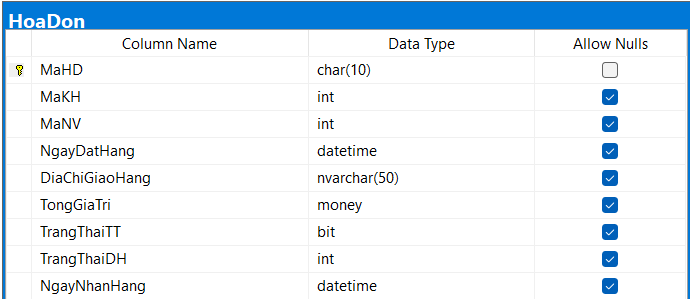 HoaDon
Column Name Data Type Allow Nulls
MaHD char(10)
MaKH int
MaNV int
NgayDatHang datetime
DiaChiGiaoHang nvarchar(50)
TongGiaTri money
TrangThaiTT bit
TrangThaiDH int
NgayNhanHang datetime